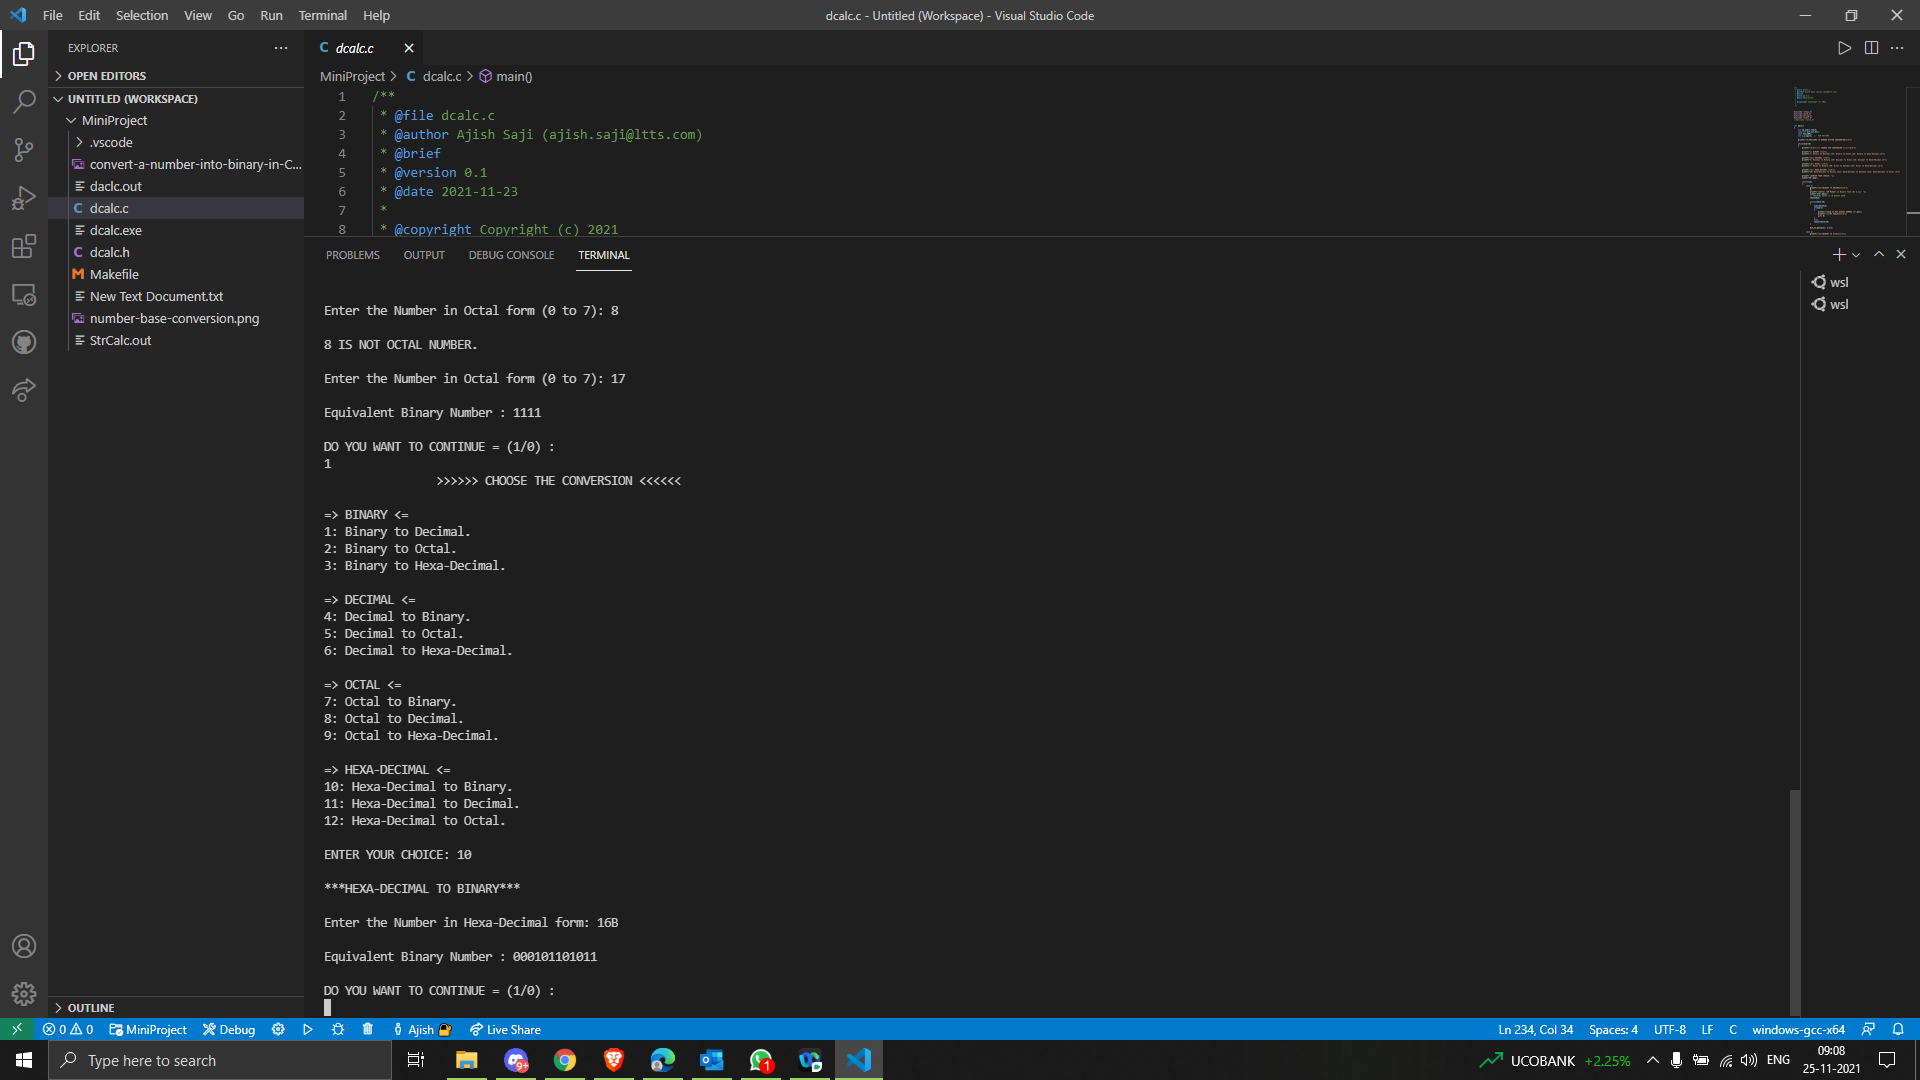 File Edit Selection View Go Run Terminal Help
dcalc.c - Untitled (Workspace) - Visual Studio Code
EXPLORER
OPEN EDITORS
UNTITLED (WORKSPACE)
MiniProject
.vscode
convert-a-number-into-binary-in-C...
daclc.out
dcalc.c
dcalc.exe
dcalc.h
Makefile
New Text Document.txt
number-base-conversion.png
StrCalc.out
OUTLINE
dcalc.c
MiniProject > dcalc.c > main()
1 /**
2 * @file dcalc.c
3 * @author Ajish Saji (ajish.saji@ltts.com)
4 * @brief
5 * @version 0.1
6 * @date 2021-11-23
7 *
8 * @copyright Copyright (c) 2021
PROBLEMS OUTPUT DEBUG CONSOLE TERMINAL
wsl
wsl
Enter the Number in Octal form (0 to 7): 8
8 IS NOT OCTAL NUMBER.
Enter the Number in Octal form (0 to 7): 17
Equivalent Binary Number : 1111
DO YOU WANT TO CONTINUE = (1/0) :
1
>>>>>> CHOOSE THE CONVERSION <<<<<<
=> BINARY <=
1: Binary to Decimal.
2: Binary to Octal.
3: Binary to Hexa-Decimal.
=> DECIMAL <=
4: Decimal to Binary.
5: Decimal to Octal.
6: Decimal to Hexa-Decimal.
=> OCTAL <=
7: Octal to Binary.
8: Octal to Decimal.
9: Octal to Hexa-Decimal.
=> HEXA-DECIMAL <=
10: Hexa-Decimal to Binary.
11: Hexa-Decimal to Decimal.
12: Hexa-Decimal to Octal.
ENTER YOUR CHOICE: 10
***HEXA-DECIMAL TO BINARY***
Enter the Number in Hexa-Decimal form: 16B
Equivalent Binary Number : 000101101011
DO YOU WANT TO CONTINUE = (1/0) :
0 0 MiniProject Debug Ajish Live Share
Ln 234, Col 34 Spaces: 4 UTF-8 LF C windows-gcc-x64
Type here to search
9+
1
UCOBANK +2.25%
ENG
09:08
25-11-2021